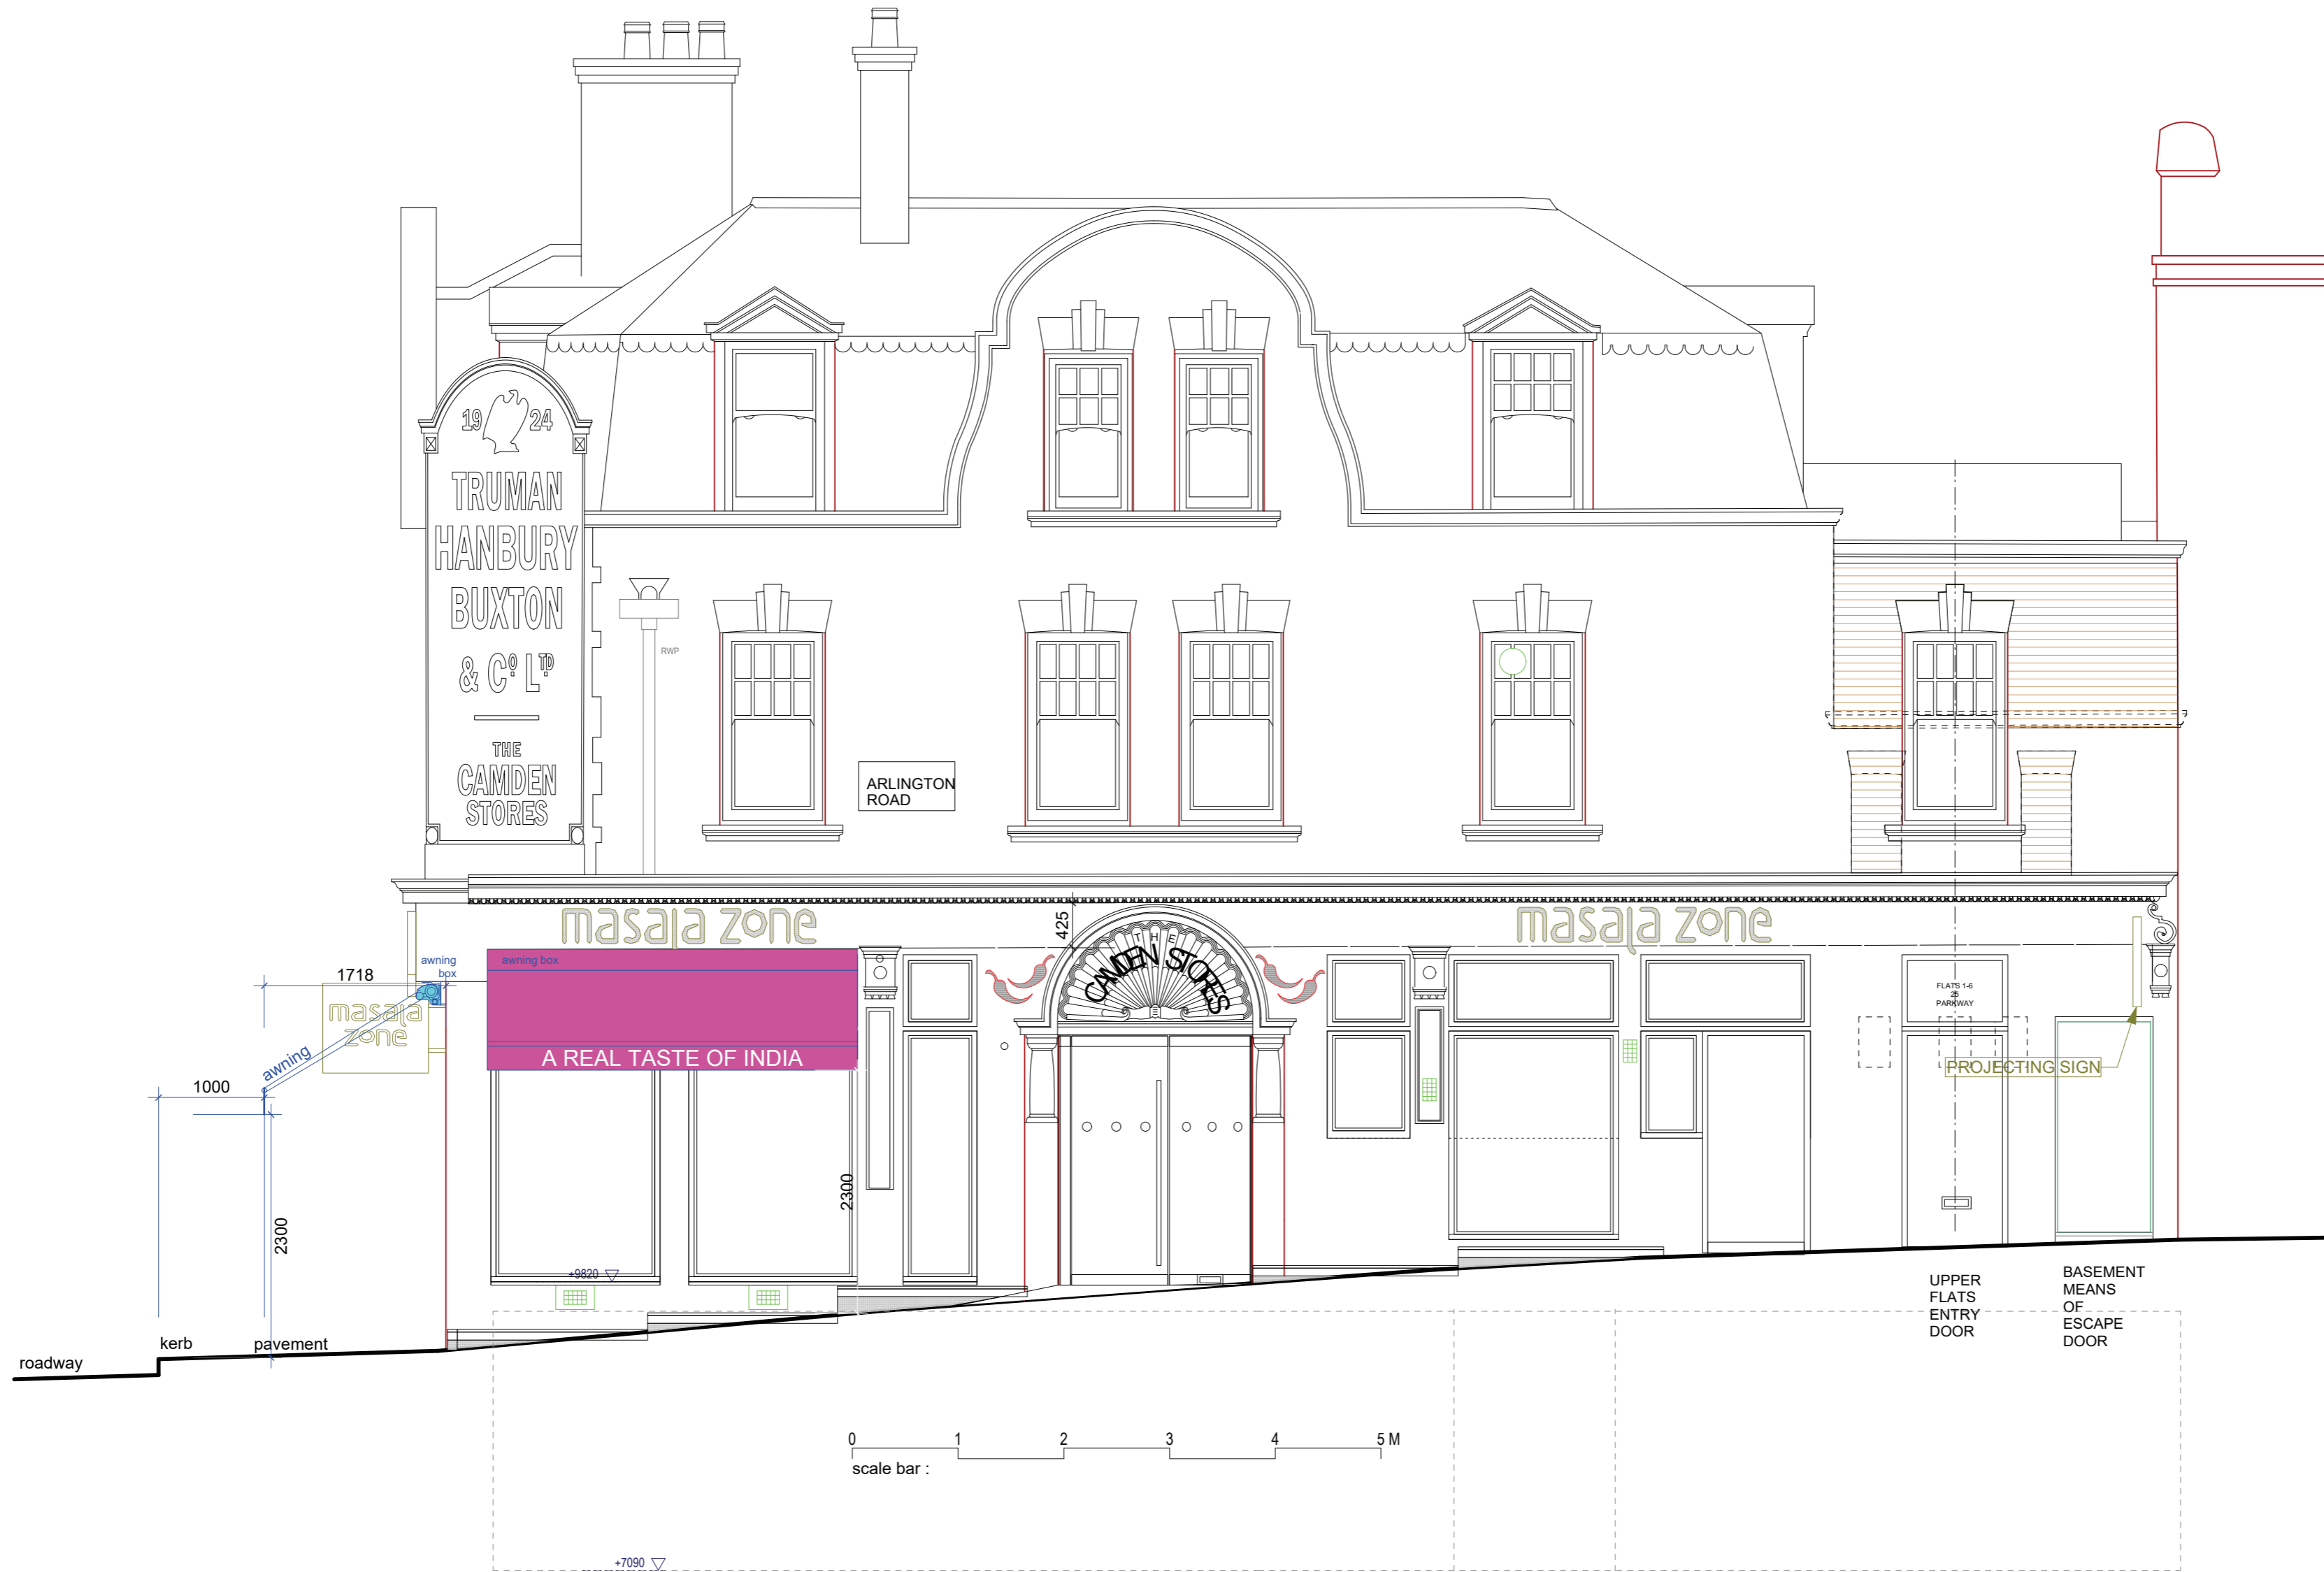 19 24
TRUMAN
HANBURY
BUXTON
& Cº Lᵀᴰ
THE
CAMDEN
STORES
RWP
ARLINGTON
ROAD
masala zone
425
THE
CAMDEN STORES
masala zone
awning
box
awning box
1718
masala
zone
awning
A REAL TASTE OF INDIA
FLATS 1-6
25
PARKWAY
PROJECTING SIGN
1000
2300
2300
+9820
kerb
pavement
roadway
UPPER
FLATS
ENTRY
DOOR
BASEMENT
MEANS
OF
ESCAPE
DOOR
0 1 2 3 4 5 M
scale bar :
+7090